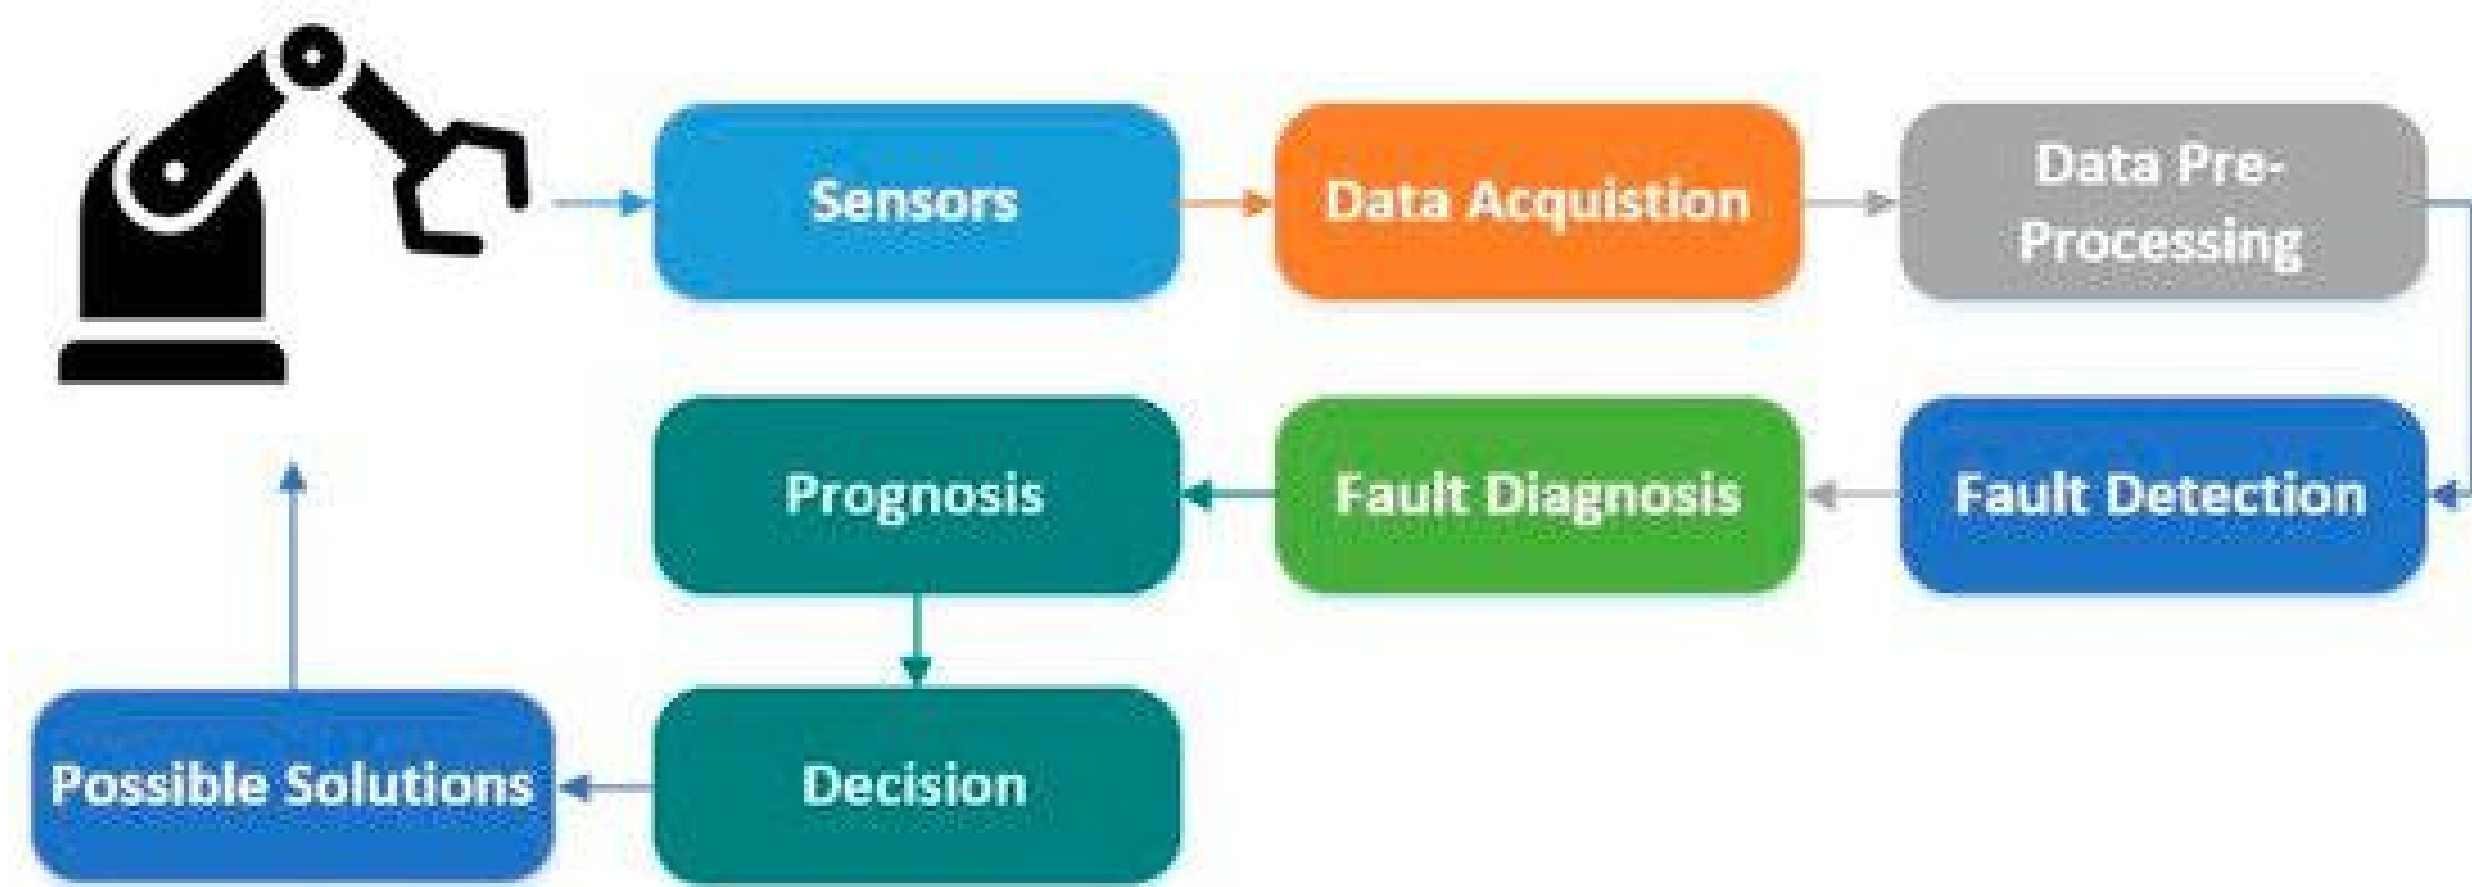 Sensors
Data Acquistion
Data Pre-
Processing
Prognosis
Fault Diagnosis
Fault Detection
Possible Solutions
Decision